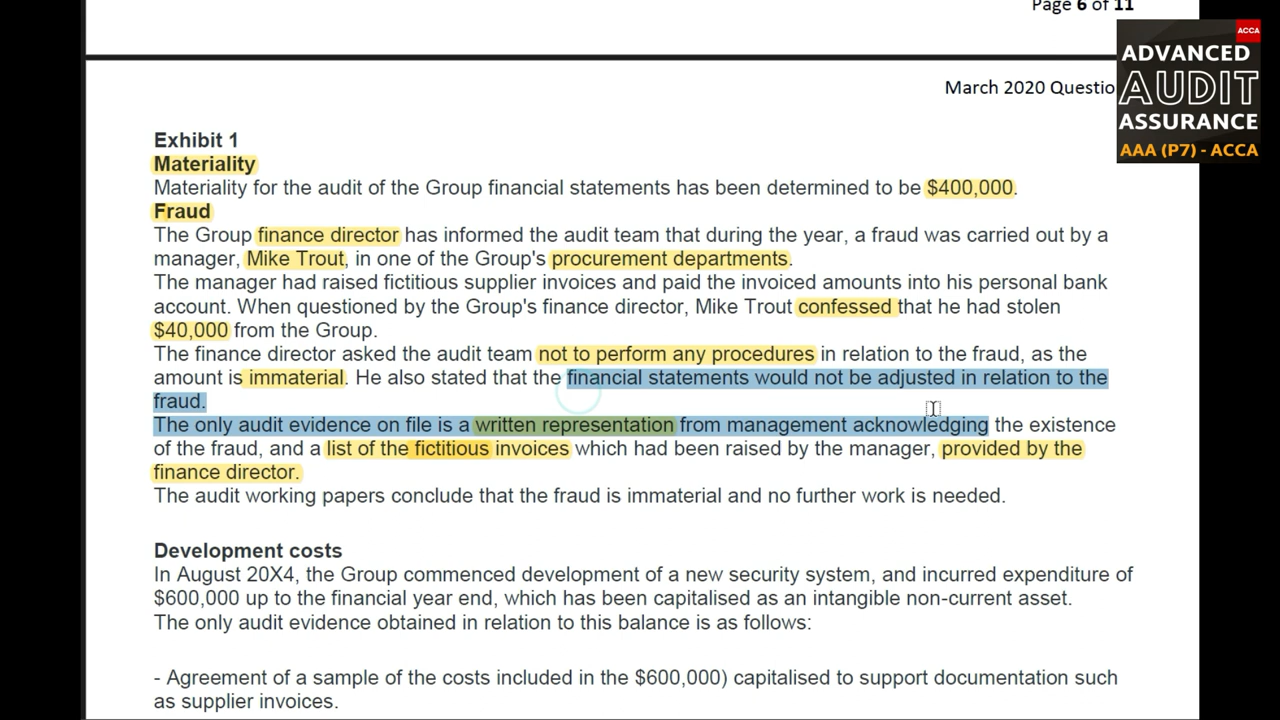 Page 6 of 11
ACCA
ADVANCED
AUDIT
ASSURANCE
AAA (P7) - ACCA
March 2020 Questio
Exhibit 1
Materiality
Materiality for the audit of the Group financial statements has been determined to be $400,000.
Fraud
The Group finance director has informed the audit team that during the year, a fraud was carried out by a
manager, Mike Trout, in one of the Group's procurement departments.
The manager had raised fictitious supplier invoices and paid the invoiced amounts into his personal bank
account. When questioned by the Group's finance director, Mike Trout confessed that he had stolen
$40,000 from the Group.
The finance director asked the audit team not to perform any procedures in relation to the fraud, as the
amount is immaterial. He also stated that the financial statements would not be adjusted in relation to the
fraud.
The only audit evidence on file is a written representation from management acknowledging the existence
of the fraud, and a list of the fictitious invoices which had been raised by the manager, provided by the
finance director.
The audit working papers conclude that the fraud is immaterial and no further work is needed.
Development costs
In August 20X4, the Group commenced development of a new security system, and incurred expenditure of
$600,000 up to the financial year end, which has been capitalised as an intangible non-current asset.
The only audit evidence obtained in relation to this balance is as follows:
- Agreement of a sample of the costs included in the $600,000) capitalised to support documentation such
as supplier invoices.